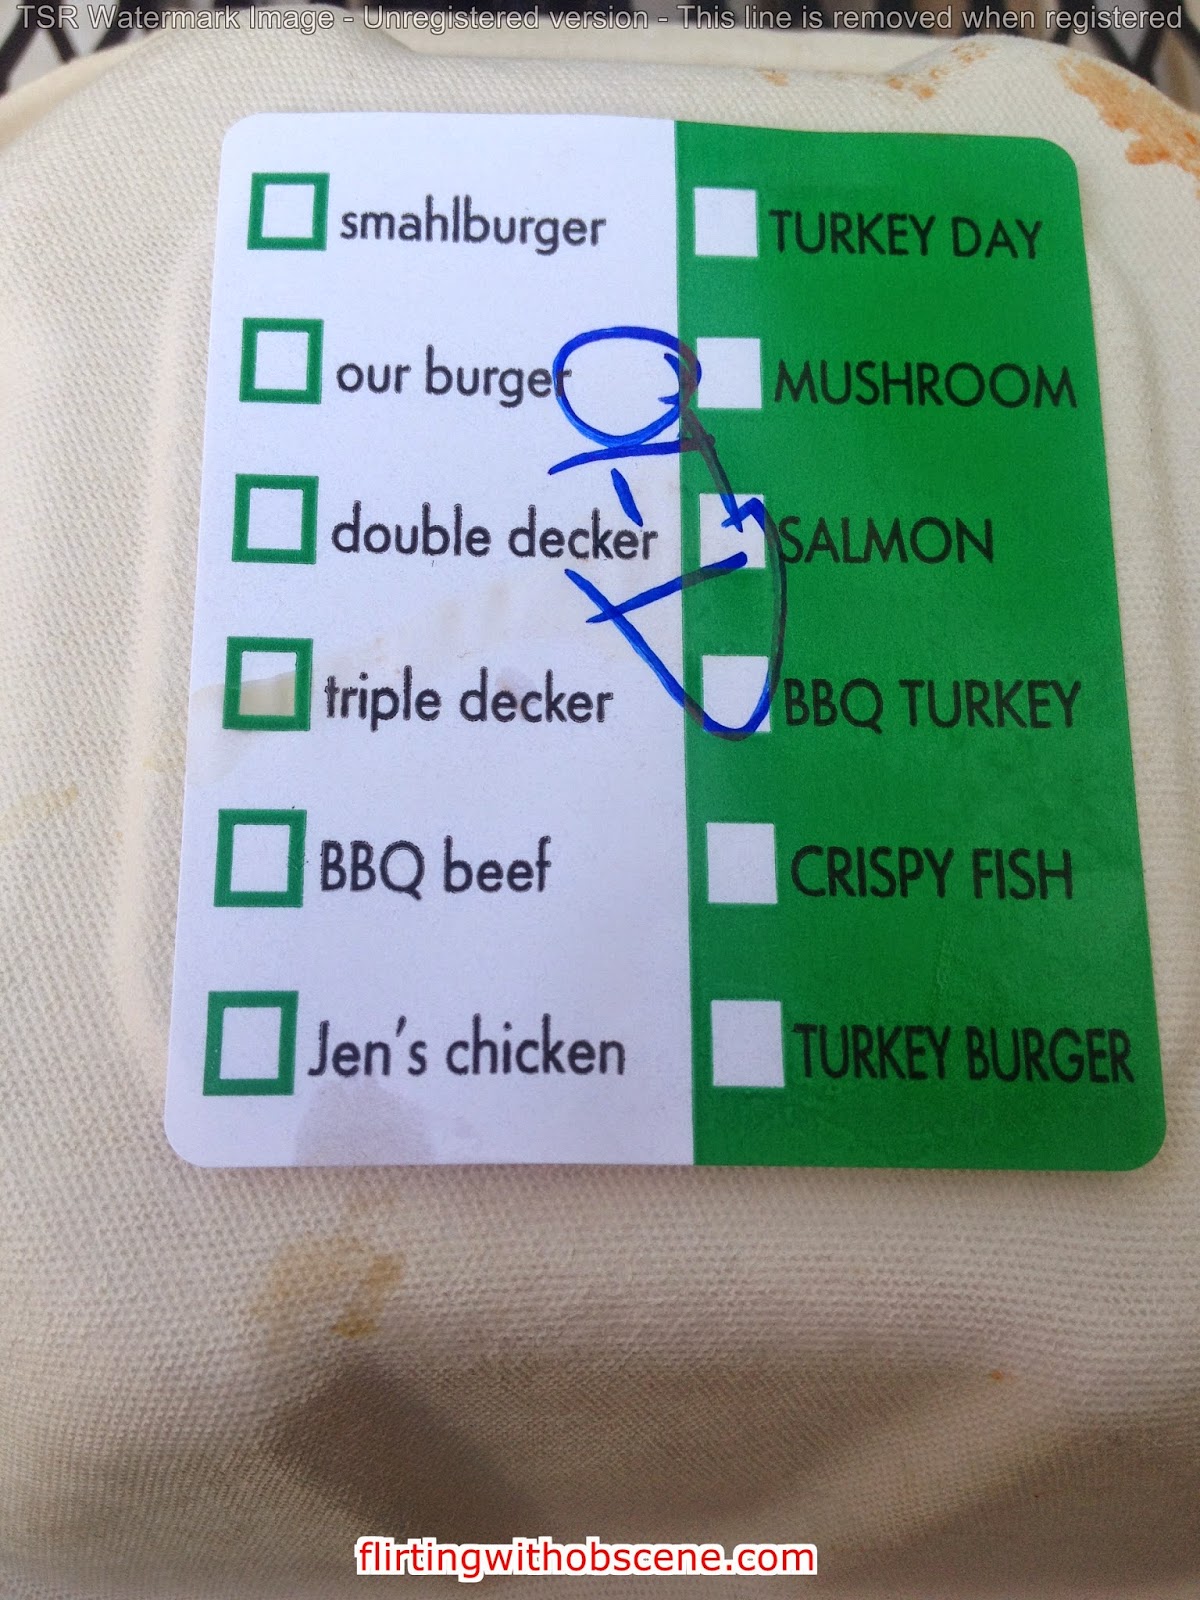 TSR Watermark Image - Unregistered version - This line is removed when registered
smahlburger
our burger
double decker
triple decker
BBQ beef
Jen's chicken
TURKEY DAY
MUSHROOM
SALMON
BBQ TURKEY
CRISPY FISH
TURKEY BURGER
flirtingwithobscene.com